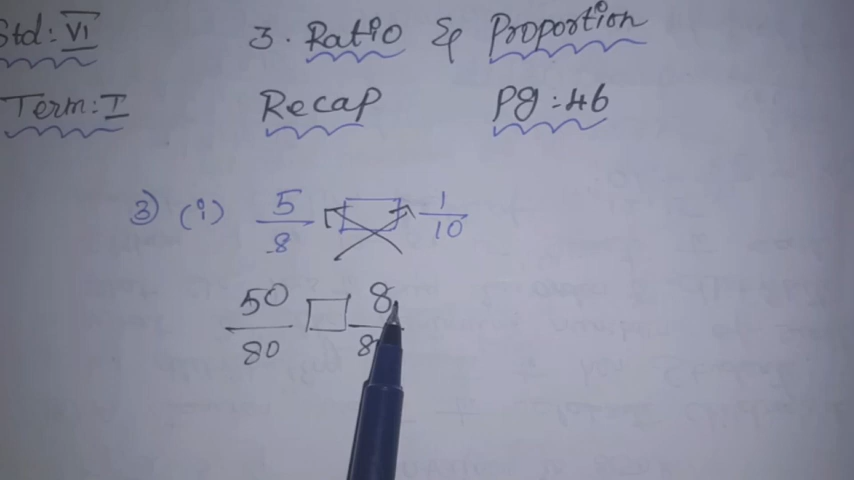 Std: VI 3. Ratio & Proportion
Term: I Recap Pg: 46
3) (i) 5/8 □ 1/10
50/80 □ 8/8